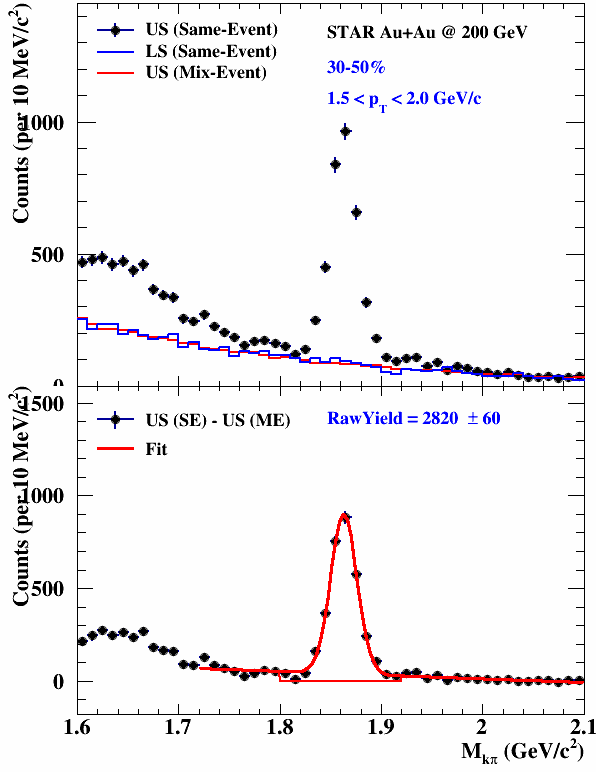 US (Same-Event)
LS (Same-Event)
US (Mix-Event)
STAR Au+Au @ 200 GeV
30-50%
1.5 < pT < 2.0 GeV/c
Counts (per 10 MeV/c²)
1000
500
0
US (SE) - US (ME)
Fit
RawYield = 2820 ± 60
Counts (per 10 MeV/c²)
1500
1000
500
0
1.6 1.7 1.8 1.9 2 2.1
Mkπ (GeV/c²)